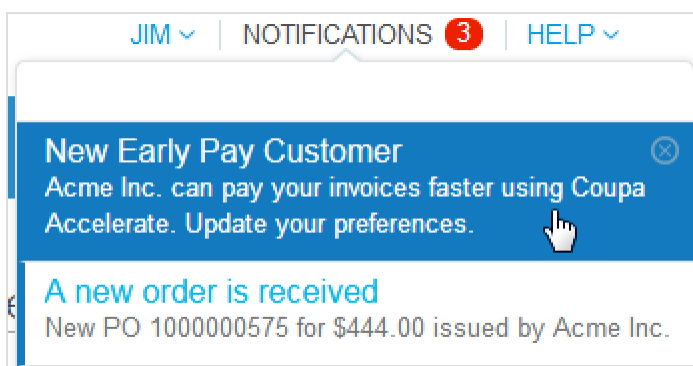 JIM NOTIFICATIONS 3 HELP
New Early Pay Customer
Acme Inc. can pay your invoices faster using Coupa
Accelerate. Update your preferences.
A new order is received
New PO 1000000575 for $444.00 issued by Acme Inc.